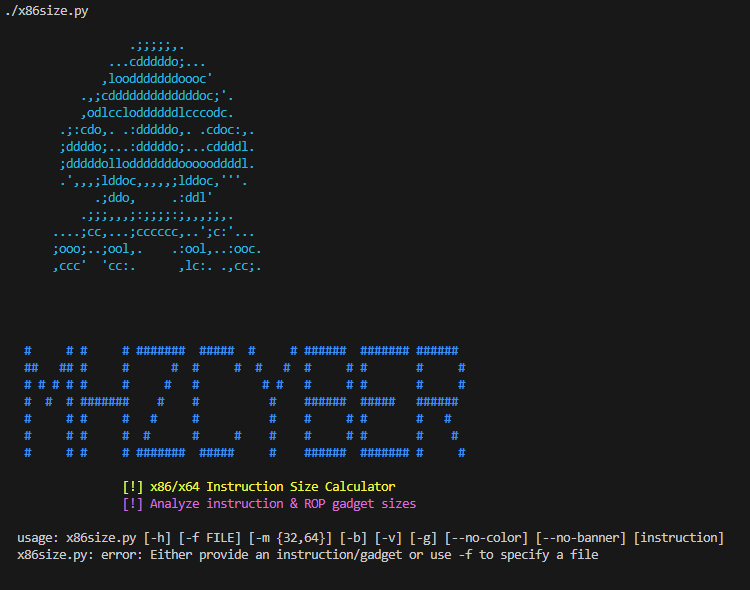 ./x86size.py
MHZCYBER
[!] x86/x64 Instruction Size Calculator
[!] Analyze instruction & ROP gadget sizes
usage: x86size.py [-h] [-f FILE] [-m {32,64}] [-b] [-v] [-g] [--no-color] [--no-banner] [instruction]
x86size.py: error: Either provide an instruction/gadget or use -f to specify a file